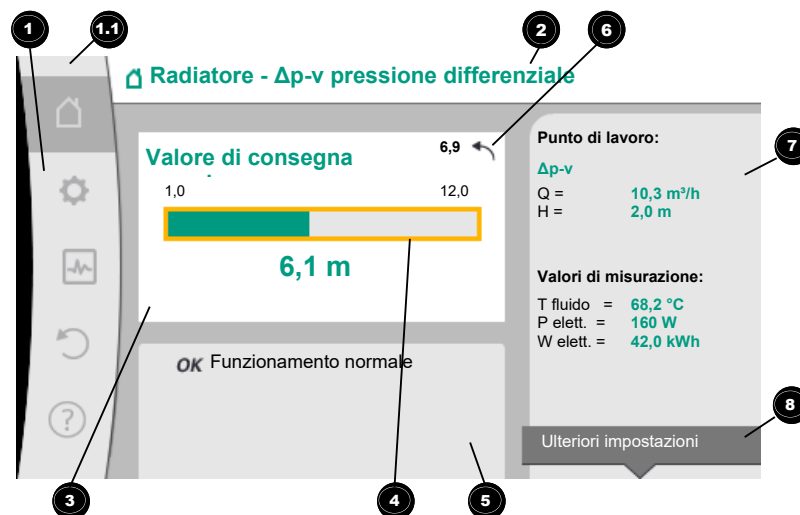 1
1.1
2
6
Radiatore - Δp-v pressione differenziale
Valore di consegna
6,9
1,0
12,0
6,1 m
OK Funzionamento normale
Punto di lavoro:
Δp-v
Q = 10,3 m³/h
H = 2,0 m
Valori di misurazione:
T fluido = 68,2 °C
P elett. = 160 W
W elett. = 42,0 kWh
7
Ulteriori impostazioni
8
3
4
5